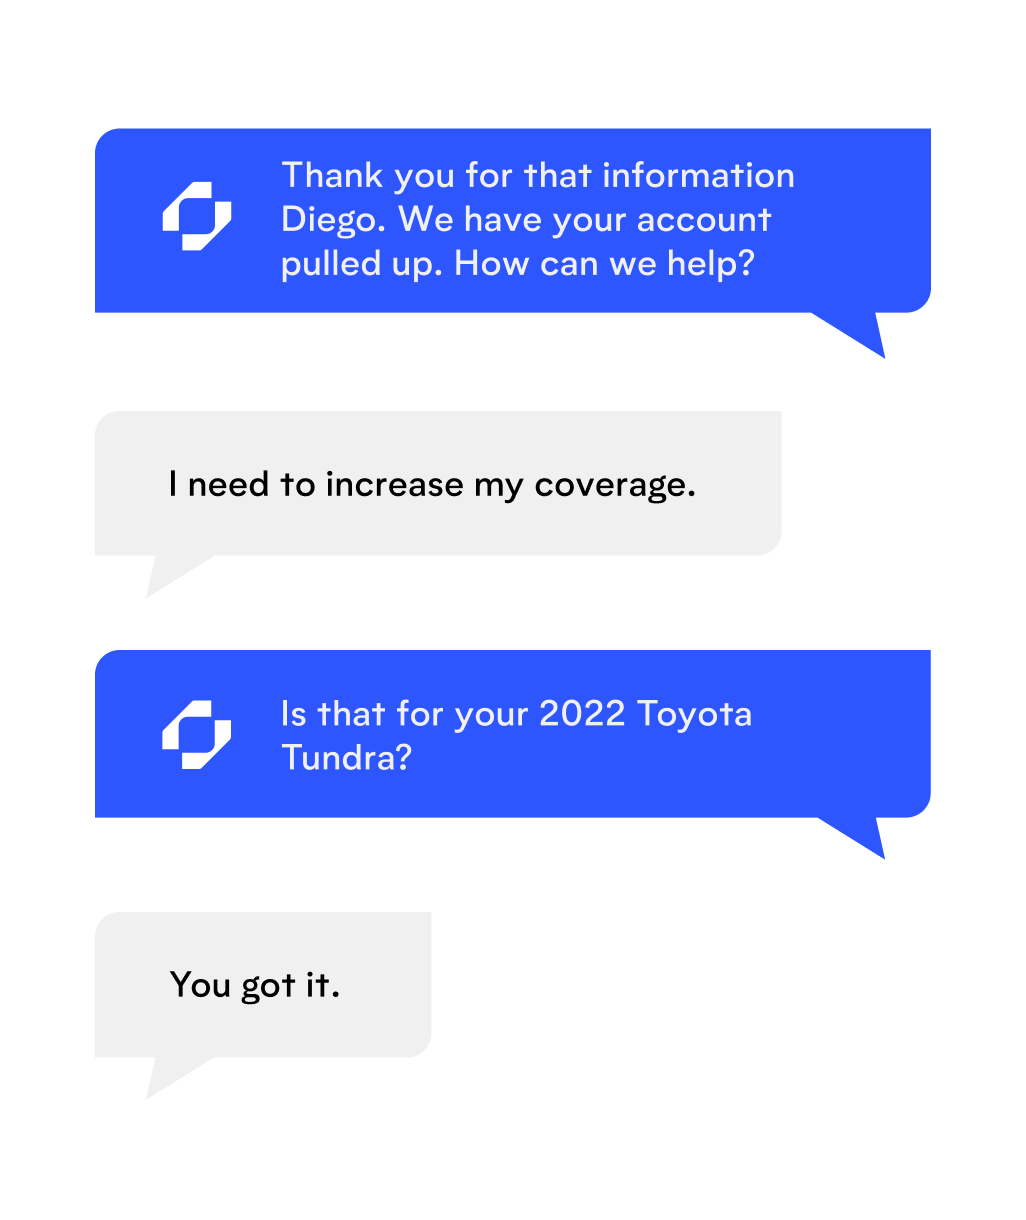 Thank you for that information
Diego. We have your account
pulled up. How can we help?
I need to increase my coverage.
Is that for your 2022 Toyota
Tundra?
You got it.